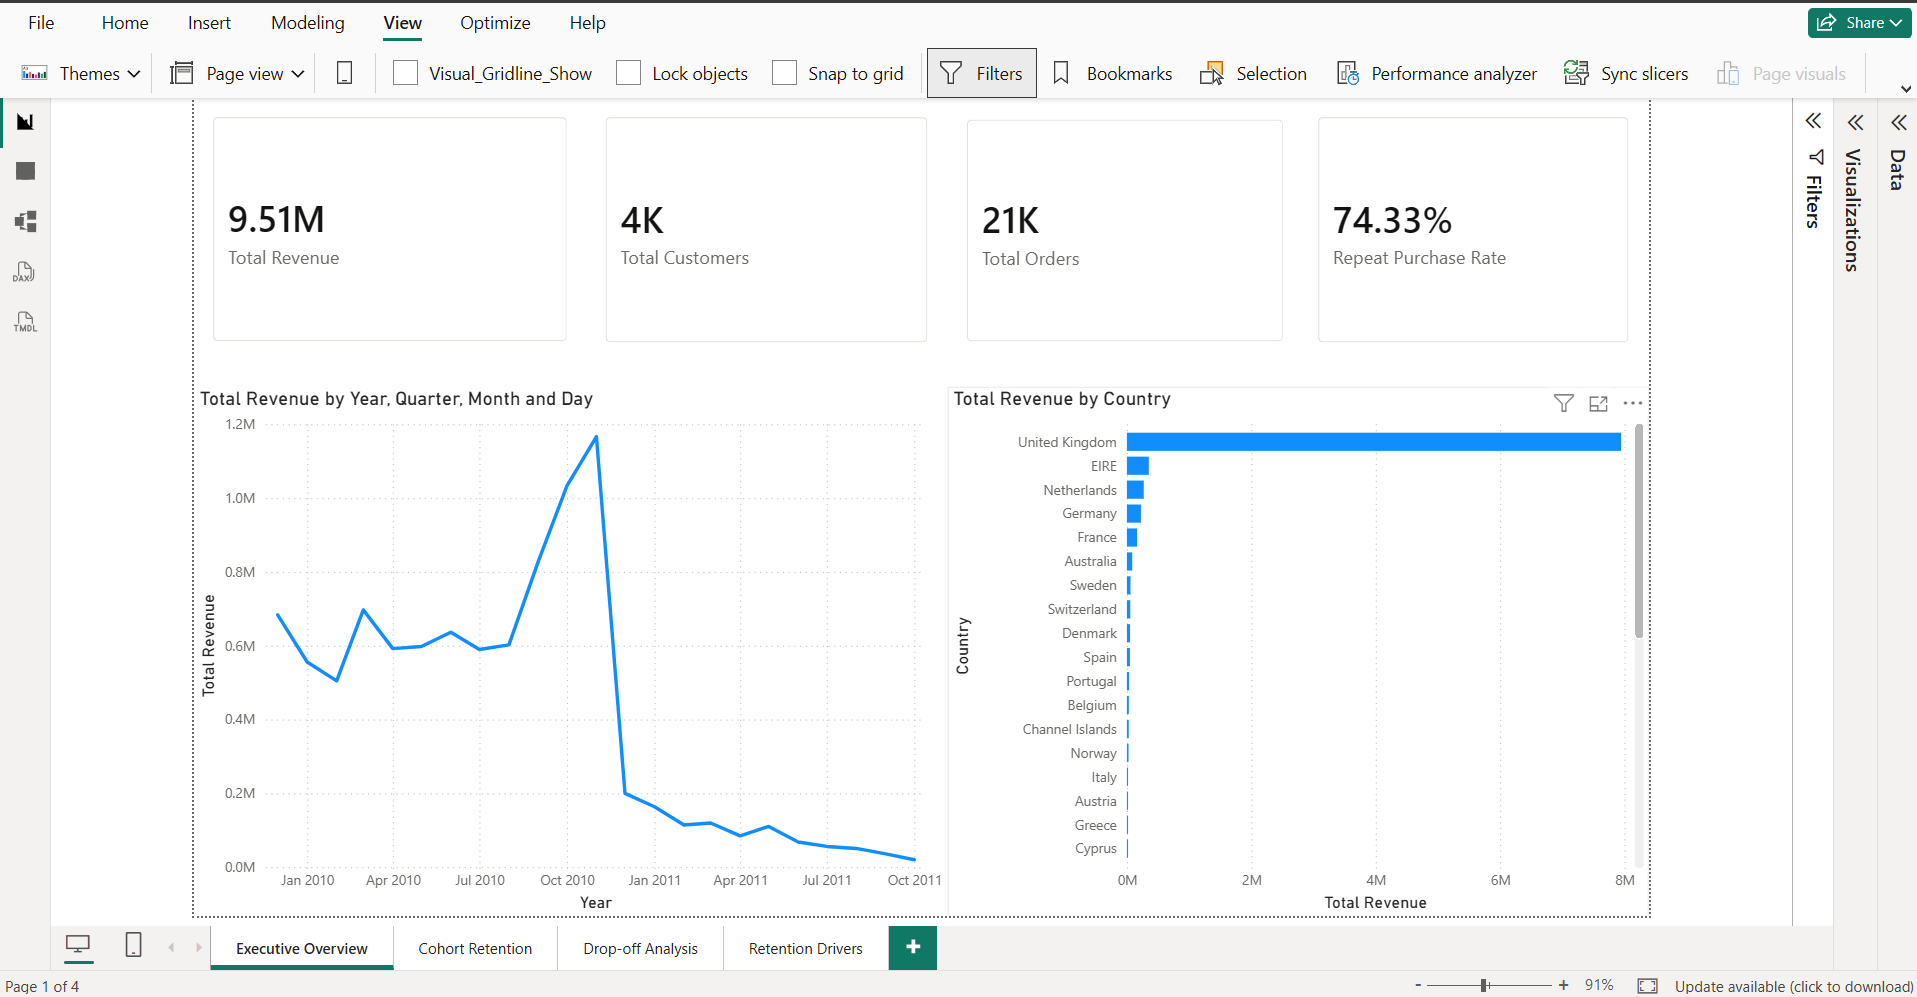 File Home Insert Modeling View Optimize Help Share
Themes Page view Visual_Gridline_Show Lock objects Snap to grid Filters Bookmarks Selection Performance analyzer Sync slicers Page visuals
DAX
TMDL
9.51M
Total Revenue
4K
Total Customers
21K
Total Orders
74.33%
Repeat Purchase Rate
Total Revenue by Year, Quarter, Month and Day
Total Revenue
1.2M
1.0M
0.8M
0.6M
0.4M
0.2M
0.0M
Jan 2010 Apr 2010 Jul 2010 Oct 2010 Jan 2011 Apr 2011 Jul 2011 Oct 2011
Year
Total Revenue by Country
Country
United Kingdom
EIRE
Netherlands
Germany
France
Australia
Sweden
Switzerland
Denmark
Spain
Portugal
Belgium
Channel Islands
Norway
Italy
Austria
Greece
Cyprus
0M 2M 4M 6M 8M
Total Revenue
Filters
Visualizations
Data
Executive Overview Cohort Retention Drop-off Analysis Retention Drivers +
Page 1 of 4 - + 91% Update available (click to download)